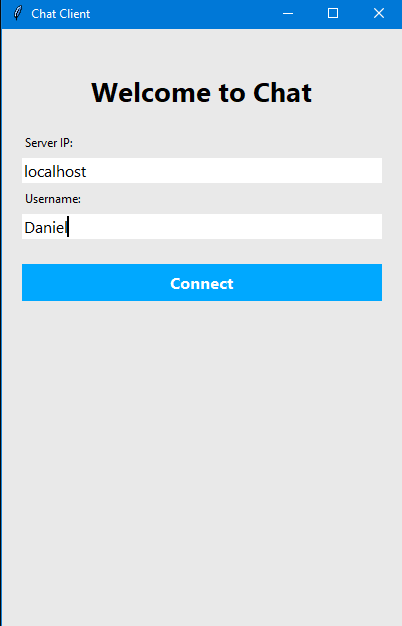 Chat Client
Welcome to Chat
Server IP:
localhost
Username:
Daniel
Connect